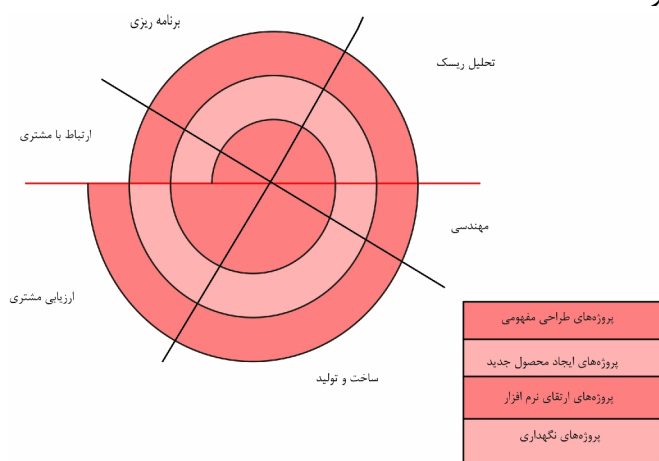 برنامه ریزی
تحلیل ریسک
ارتباط با مشتری
مهندسی
ارزیابی مشتری
ساخت و تولید
پروژه‌های طراحی مفهومی
پروژه‌های ایجاد محصول جدید
پروژه‌های ارتقای نرم افزار
پروژه‌های نگهداری